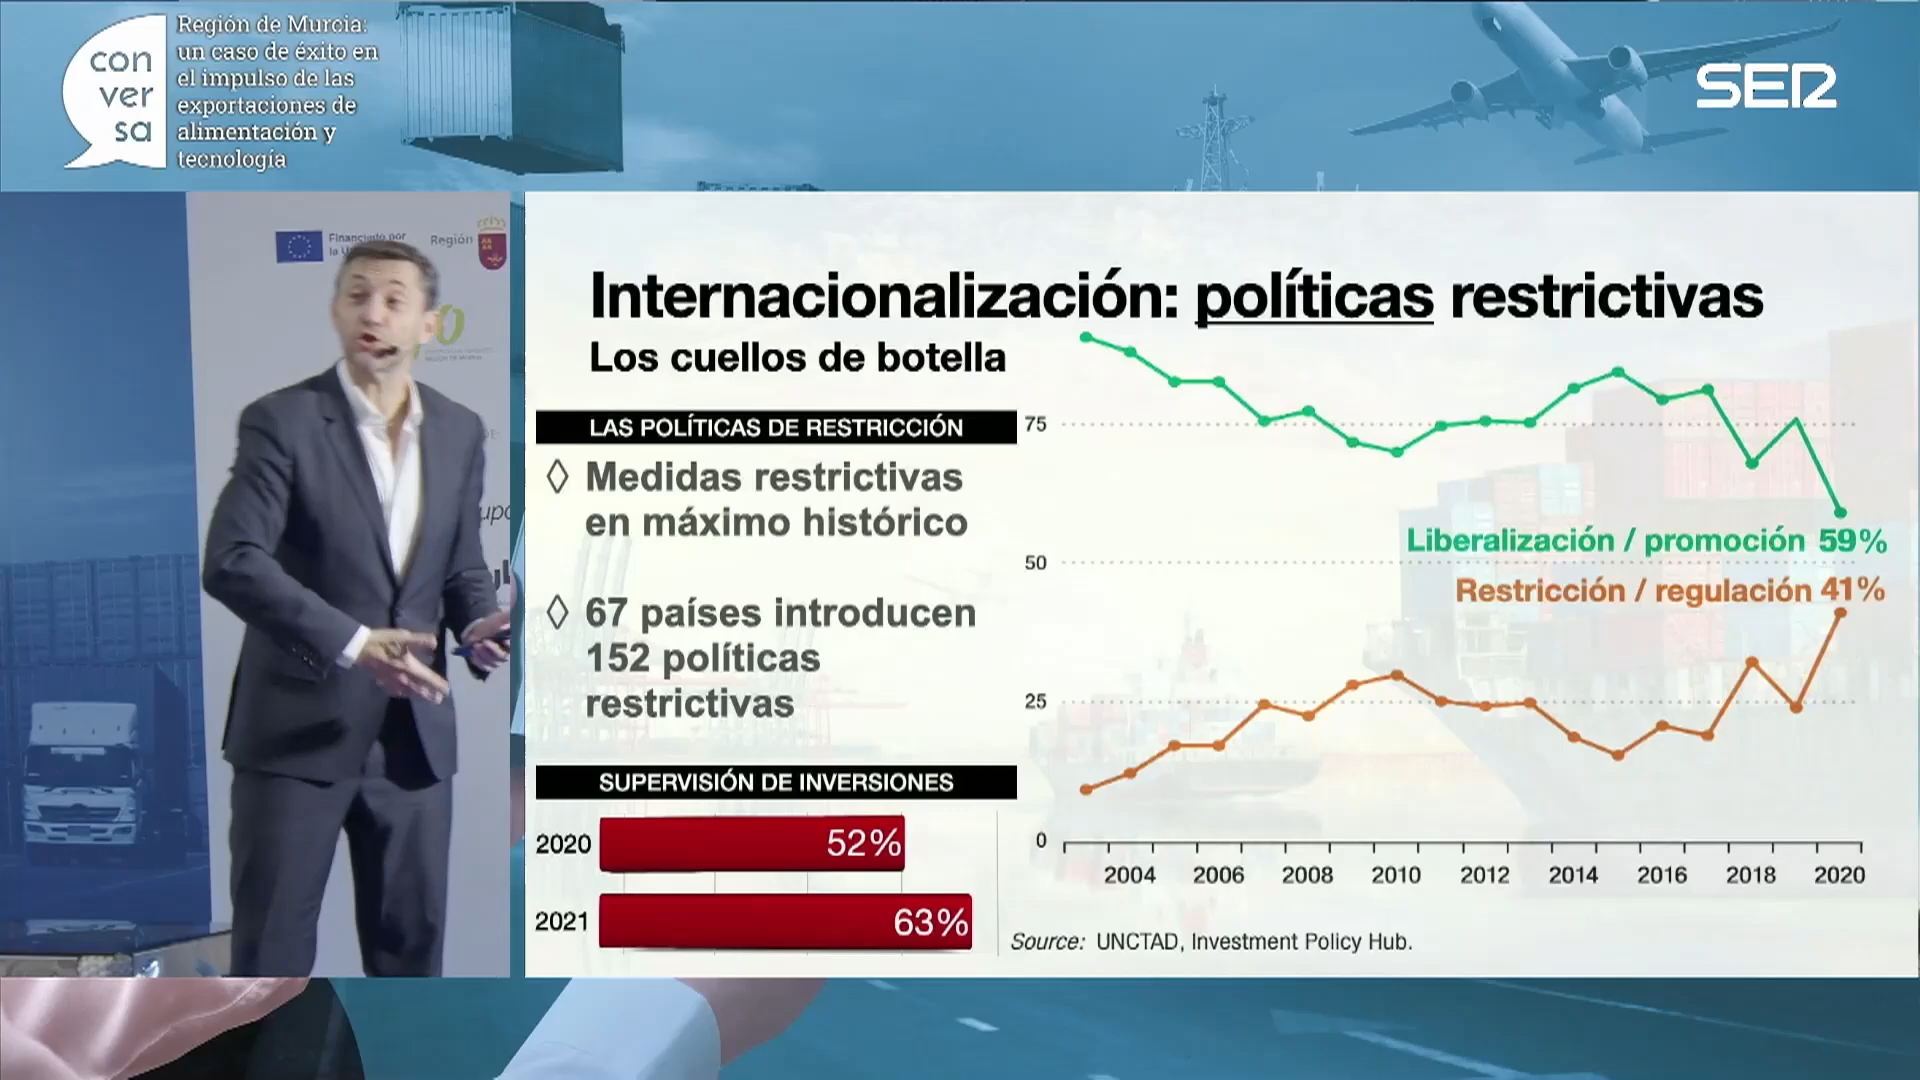 con
ver
sa
Región de Murcia:
un caso de éxito en
el impulso de las
exportaciones de
alimentación y
tecnología
SER
Financiado por
Región
Internacionalización: políticas restrictivas
Los cuellos de botella
LAS POLÍTICAS DE RESTRICCIÓN
◊ Medidas restrictivas
en máximo histórico
◊ 67 países introducen
152 políticas
restrictivas
SUPERVISIÓN DE INVERSIONES
2020 52%
2021 63%
75
50
25
0
Liberalización / promoción 59%
Restricción / regulación 41%
2004 2006 2008 2010 2012 2014 2016 2018 2020
Source: UNCTAD, Investment Policy Hub.